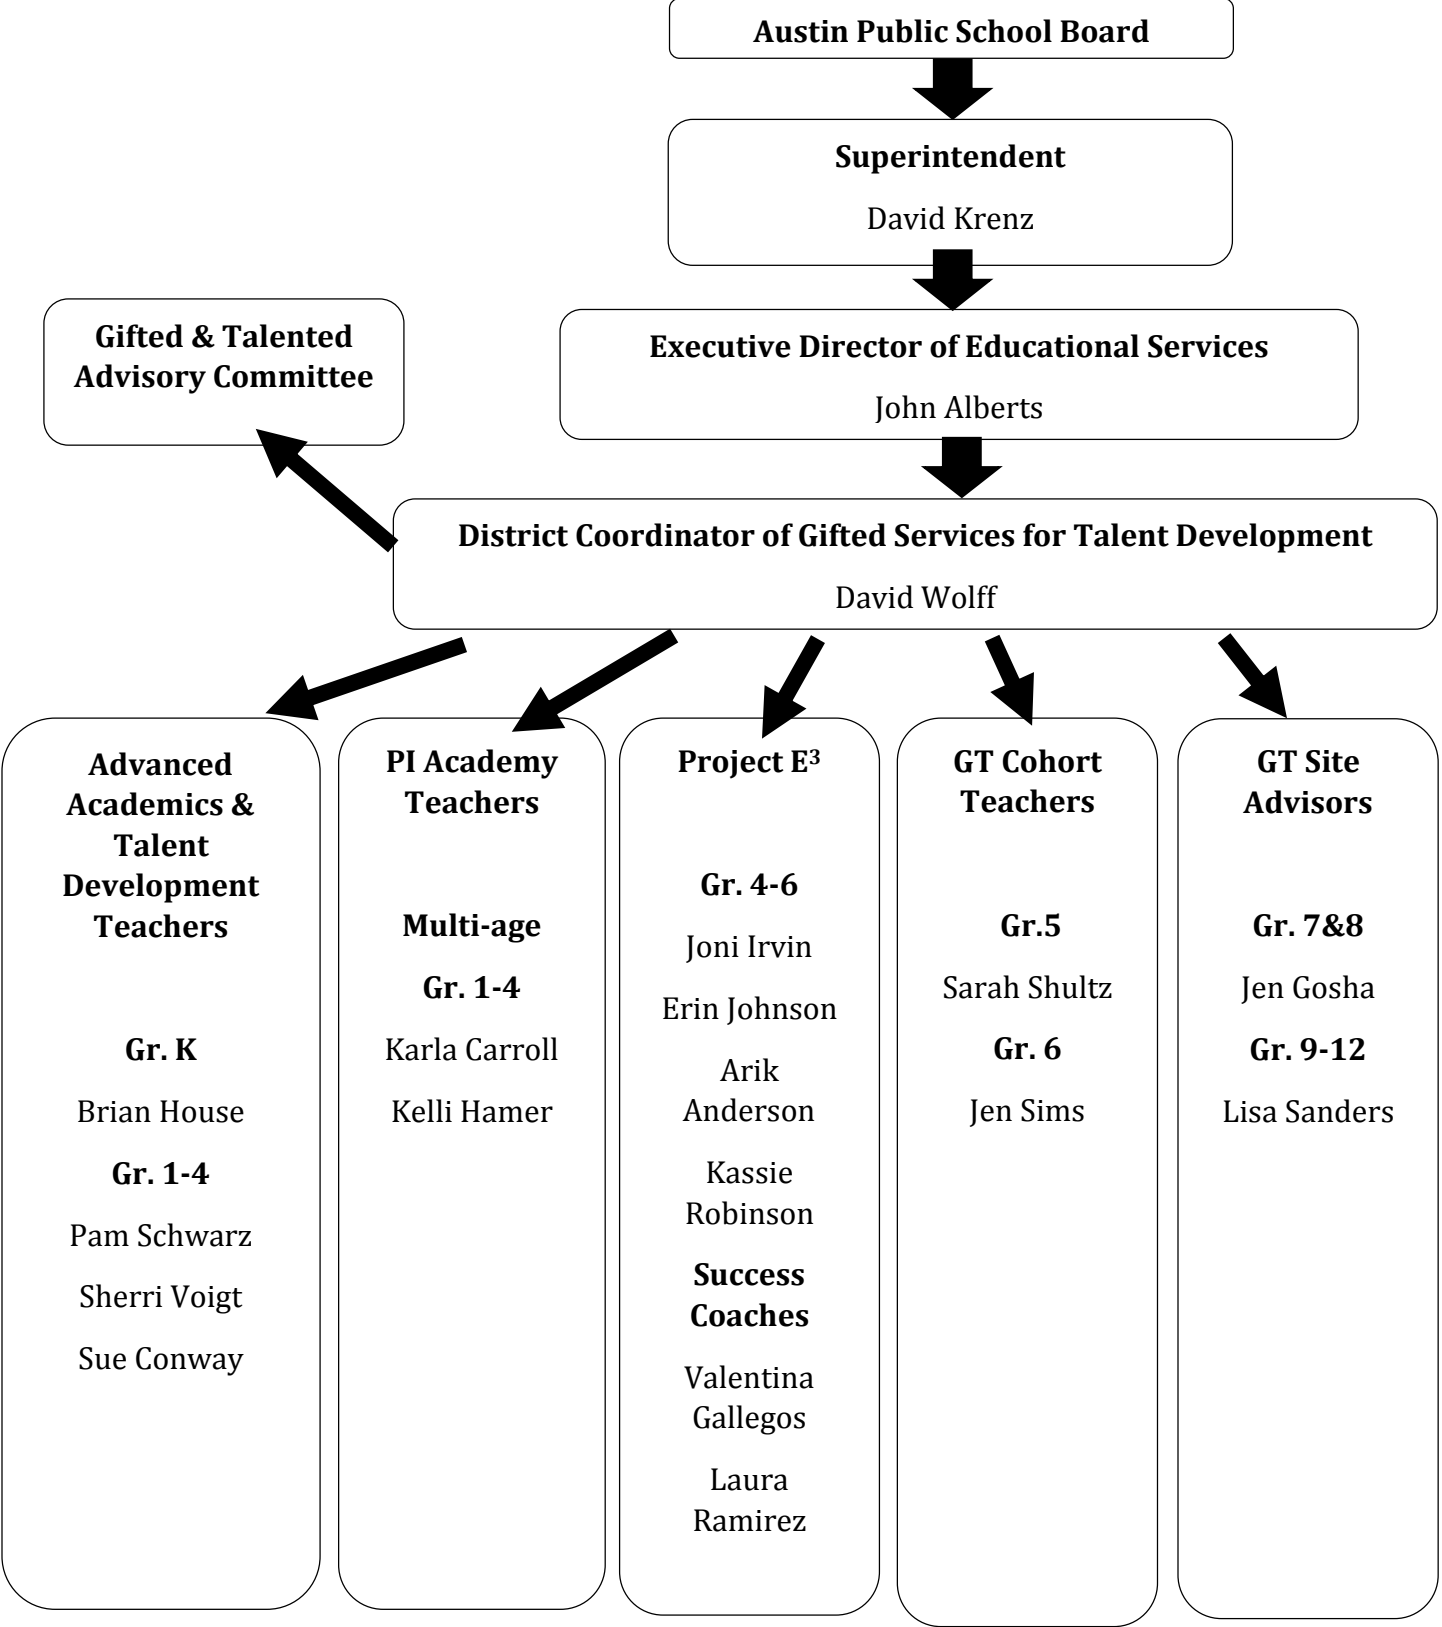 Austin Public School Board
Superintendent
David Krenz
Gifted & Talented
Advisory Committee
Executive Director of Educational Services
John Alberts
District Coordinator of Gifted Services for Talent Development
David Wolff
Advanced
Academics &
Talent
Development
Teachers
Gr. K
Brian House
Gr. 1-4
Pam Schwarz
Sherri Voigt
Sue Conway
PI Academy
Teachers
Multi-age
Gr. 1-4
Karla Carroll
Kelli Hamer
Project E³
Gr. 4-6
Joni Irvin
Erin Johnson
Arik
Anderson
Kassie
Robinson
Success
Coaches
Valentina
Gallegos
Laura
Ramirez
GT Cohort
Teachers
Gr.5
Sarah Shultz
Gr. 6
Jen Sims
GT Site
Advisors
Gr. 7&8
Jen Gosha
Gr. 9-12
Lisa Sanders